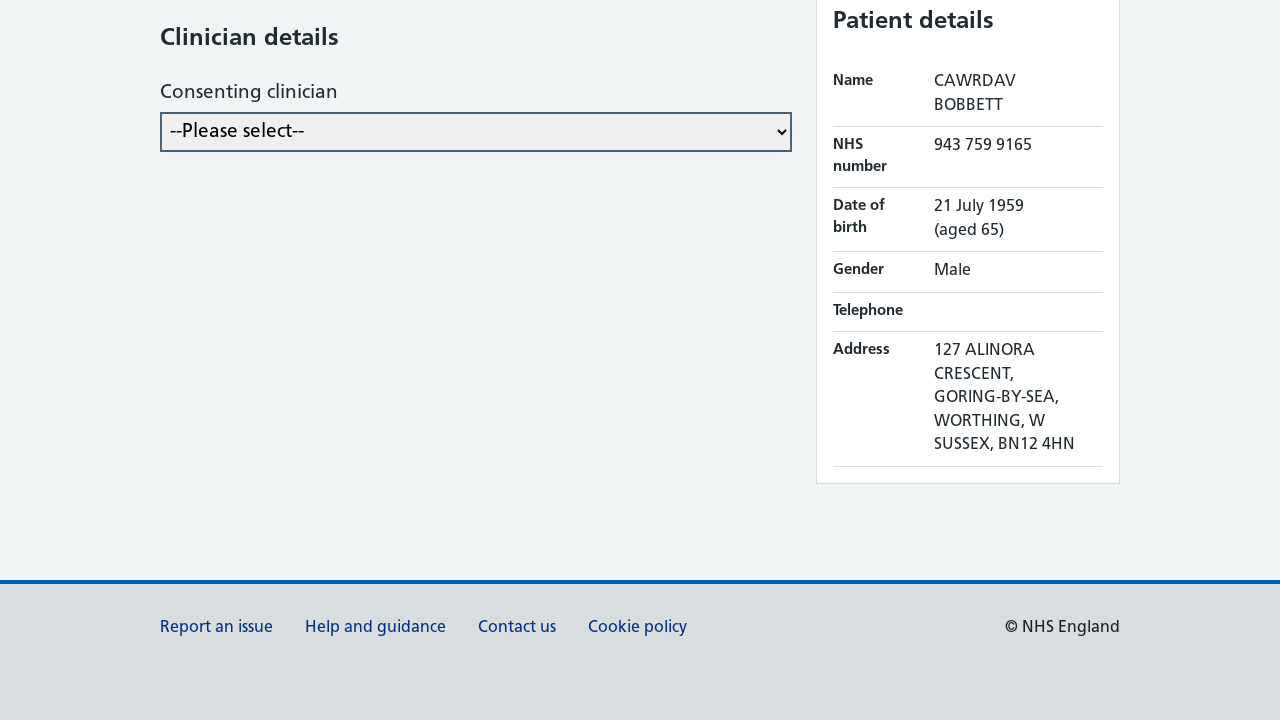 Clinician details
Consenting clinician
--Please select--
Patient details
Name CAWRDAV
BOBBETT
NHS number 943 759 9165
Date of birth 21 July 1959
(aged 65)
Gender Male
Telephone
Address 127 ALINORA
CRESCENT,
GORING-BY-SEA,
WORTHING, W
SUSSEX, BN12 4HN
Report an issue Help and guidance Contact us Cookie policy © NHS England